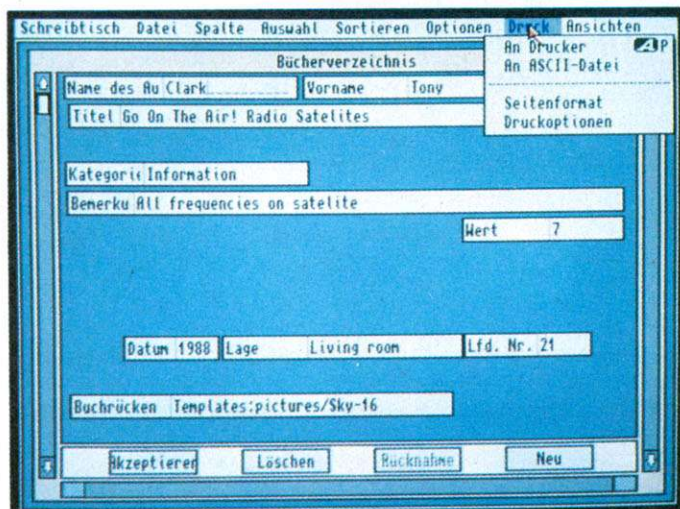 Schreibtisch Datei Spalte Auswahl Sortieren Optionen Druck Ansichten
An Drucker AP
An ASCII-Datei
Seitenformat
Druckoptionen
Bücherverzeichnis
Name des Au Clark
Vorname Tony
Titel Go On The Air! Radio Satelites
Kategorie Information
Bemerku All frequencies on satelite
Wert 7
Datum 1988 Lage Living room Lfd. Nr. 21
Buchrücken Templates:pictures/Sky-16
Akzeptieren Löschen Rücknahme Neu